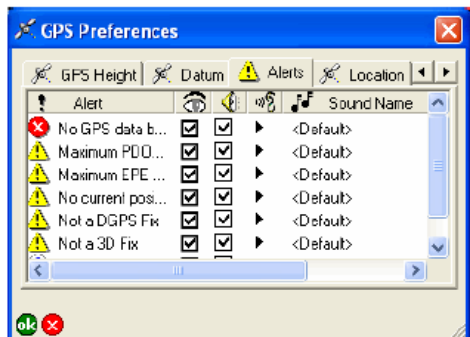 GPS Preferences
GPS Height Datum Alerts Location
Alert Sound Name
No GPS data b... <Default>
Maximum PDO... <Default>
Maximum EPE ... <Default>
No current posi... <Default>
Not a DGPS Fix <Default>
Not a 3D Fix <Default>
ok